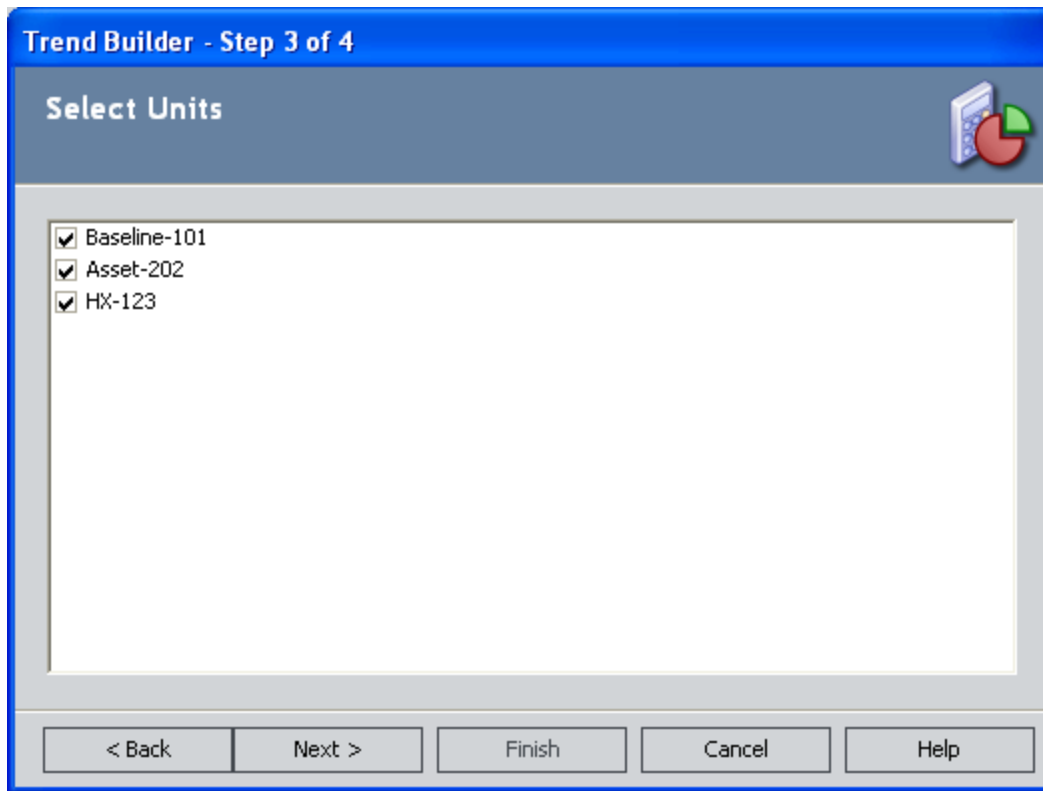 Trend Builder - Step 3 of 4
Select Units
Baseline-101
Asset-202
HX-123
< Back Next > Finish Cancel Help